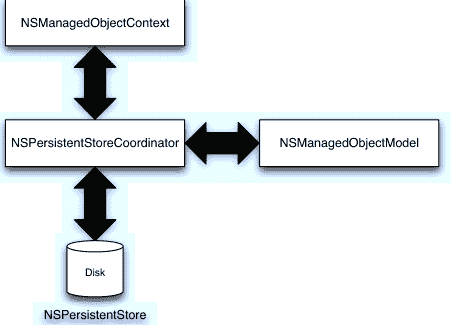 NSManagedObjectContext
NSPersistentStoreCoordinator
NSManagedObjectModel
Disk
NSPersistentStore